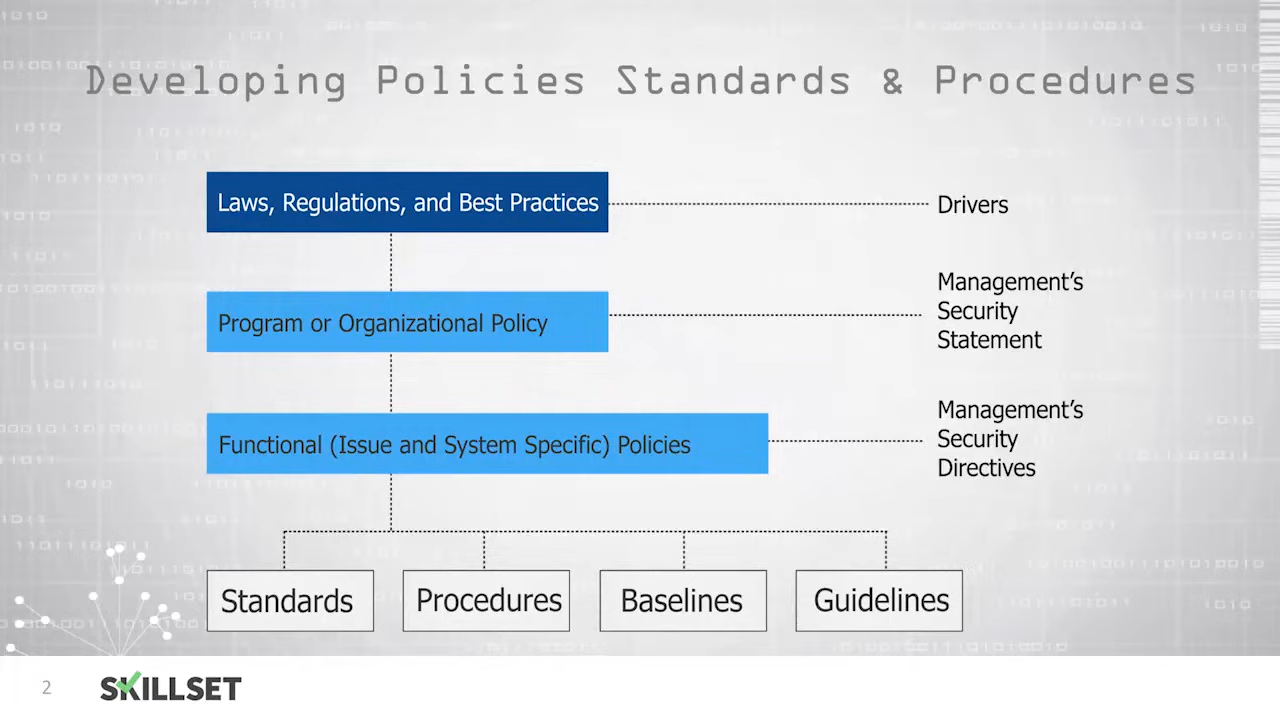 Developing Policies Standards & Procedures
Laws, Regulations, and Best Practices
Drivers
Program or Organizational Policy
Management’s
Security
Statement
Functional (Issue and System Specific) Policies
Management’s
Security
Directives
Standards
Procedures
Baselines
Guidelines
2
SKILLSET